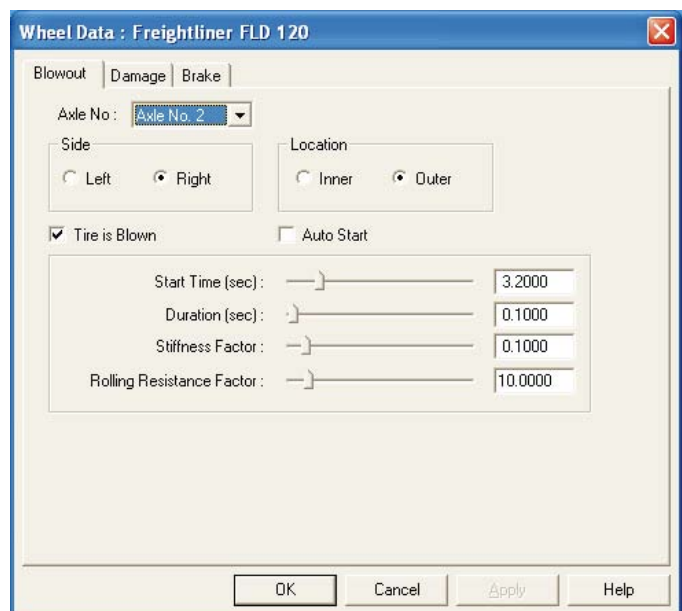 Wheel Data : Freightliner FLD 120
Blowout Damage Brake
Axle No : Axle No. 2
Side Location
Left Right Inner Outer
Tire is Blown Auto Start
Start Time (sec) : 3.2000
Duration (sec) : 0.1000
Stiffness Factor : 0.1000
Rolling Resistance Factor : 10.0000
OK Cancel Apply Help